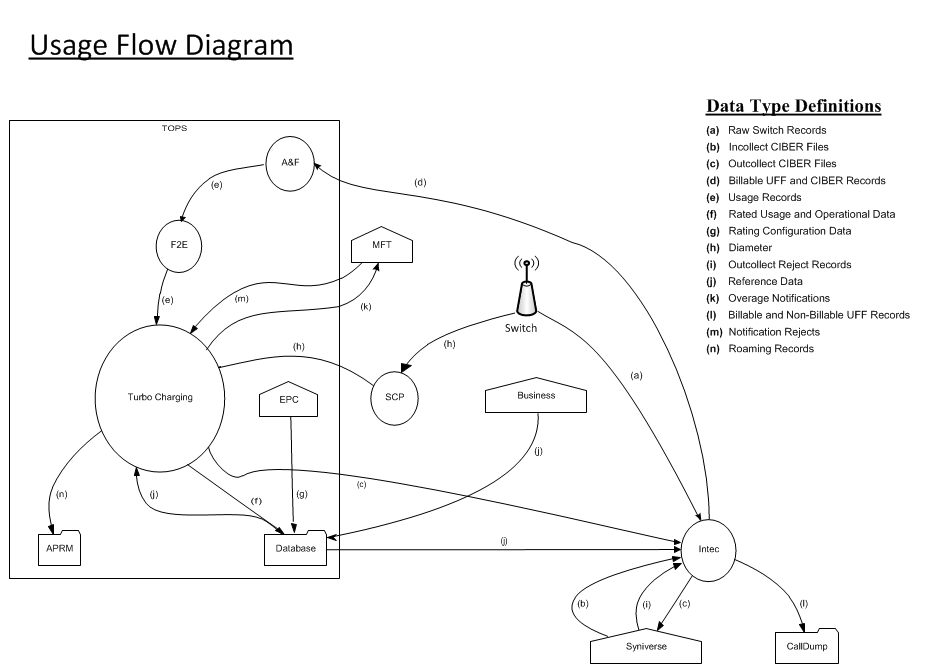 Usage Flow Diagram
Data Type Definitions
(a) Raw Switch Records
(b) Incollect CIBER Files
(c) Outcollect CIBER Files
(d) Billable UFF and CIBER Records
(e) Usage Records
(f) Rated Usage and Operational Data
(g) Rating Configuration Data
(h) Diameter
(i) Outcollect Reject Records
(j) Reference Data
(k) Overage Notifications
(l) Billable and Non-Billable UFF Records
(m) Notification Rejects
(n) Roaming Records
TOPS
A&F
(d)
(e)
F2E
MFT
(e)
(m)
(k)
Switch
(h)
(h)
(a)
Turbo Charging
EPC
SCP
Business
(j)
(c)
(n)
(j)
(f)
(g)
APRM
Database
(j)
Intec
(b)
(i)
(c)
(l)
Syniverse
CallDump